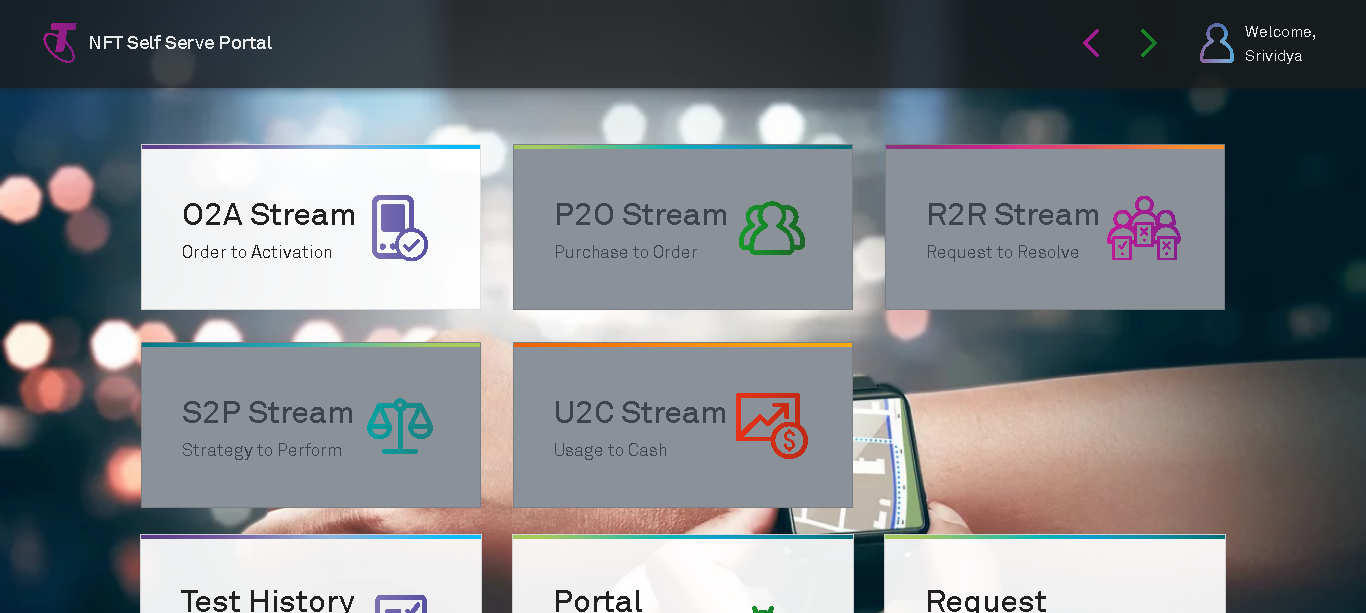 NFT Self Serve Portal
Welcome,
Srividya
O2A Stream
Order to Activation
P2O Stream
Purchase to Order
R2R Stream
Request to Resolve
S2P Stream
Strategy to Perform
U2C Stream
Usage to Cash
Test History
Portal
Request